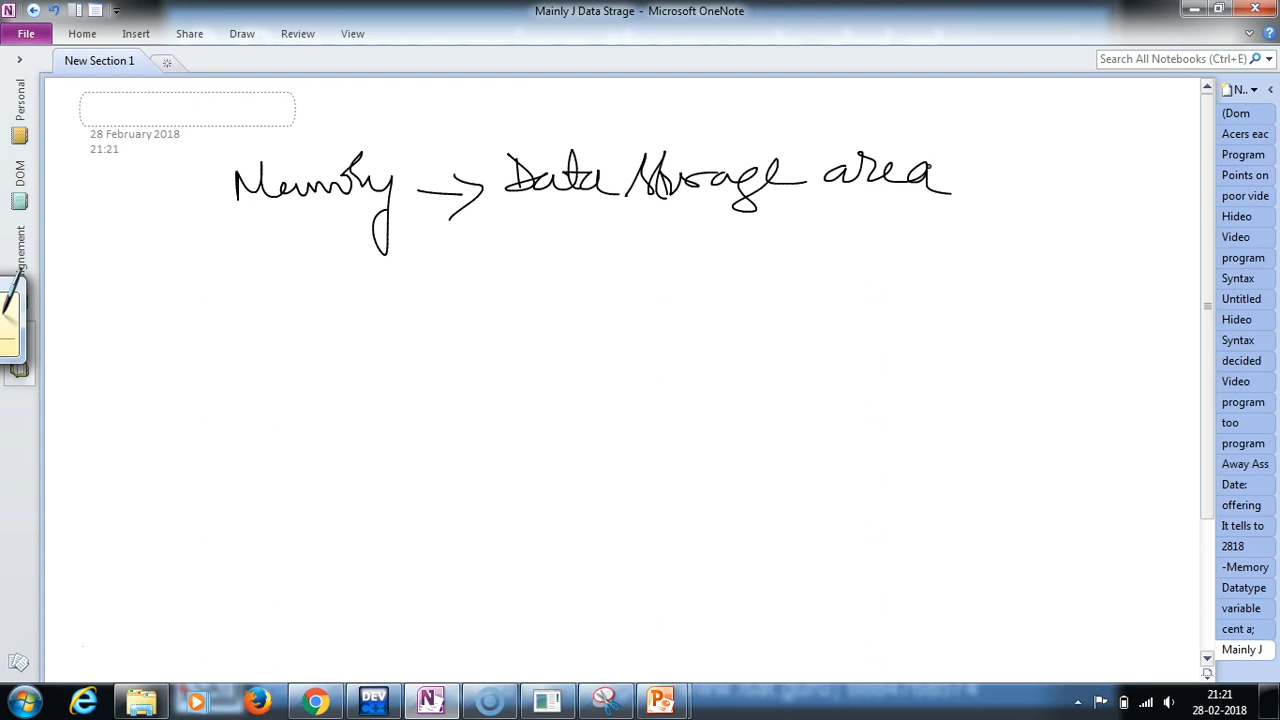 Mainly J Data Strage - Microsoft OneNote
File Home Insert Share Draw Review View
New Section 1
Search All Notebooks (Ctrl+E)
28 February 2018
21:21
Memory → Data Storage area
Personal
DOM
ignement
N..
(Dom
Acers eac
Program
Points on
poor vide
Hideo
Video
program
Syntax
Untitled
Hideo
Syntax
decided
Video
program
too
program
Away Ass
Date:
offering
It tells to
2818
-Memory
Datatype
variable
cent a;
Mainly J
DEV
21:21
28-02-2018